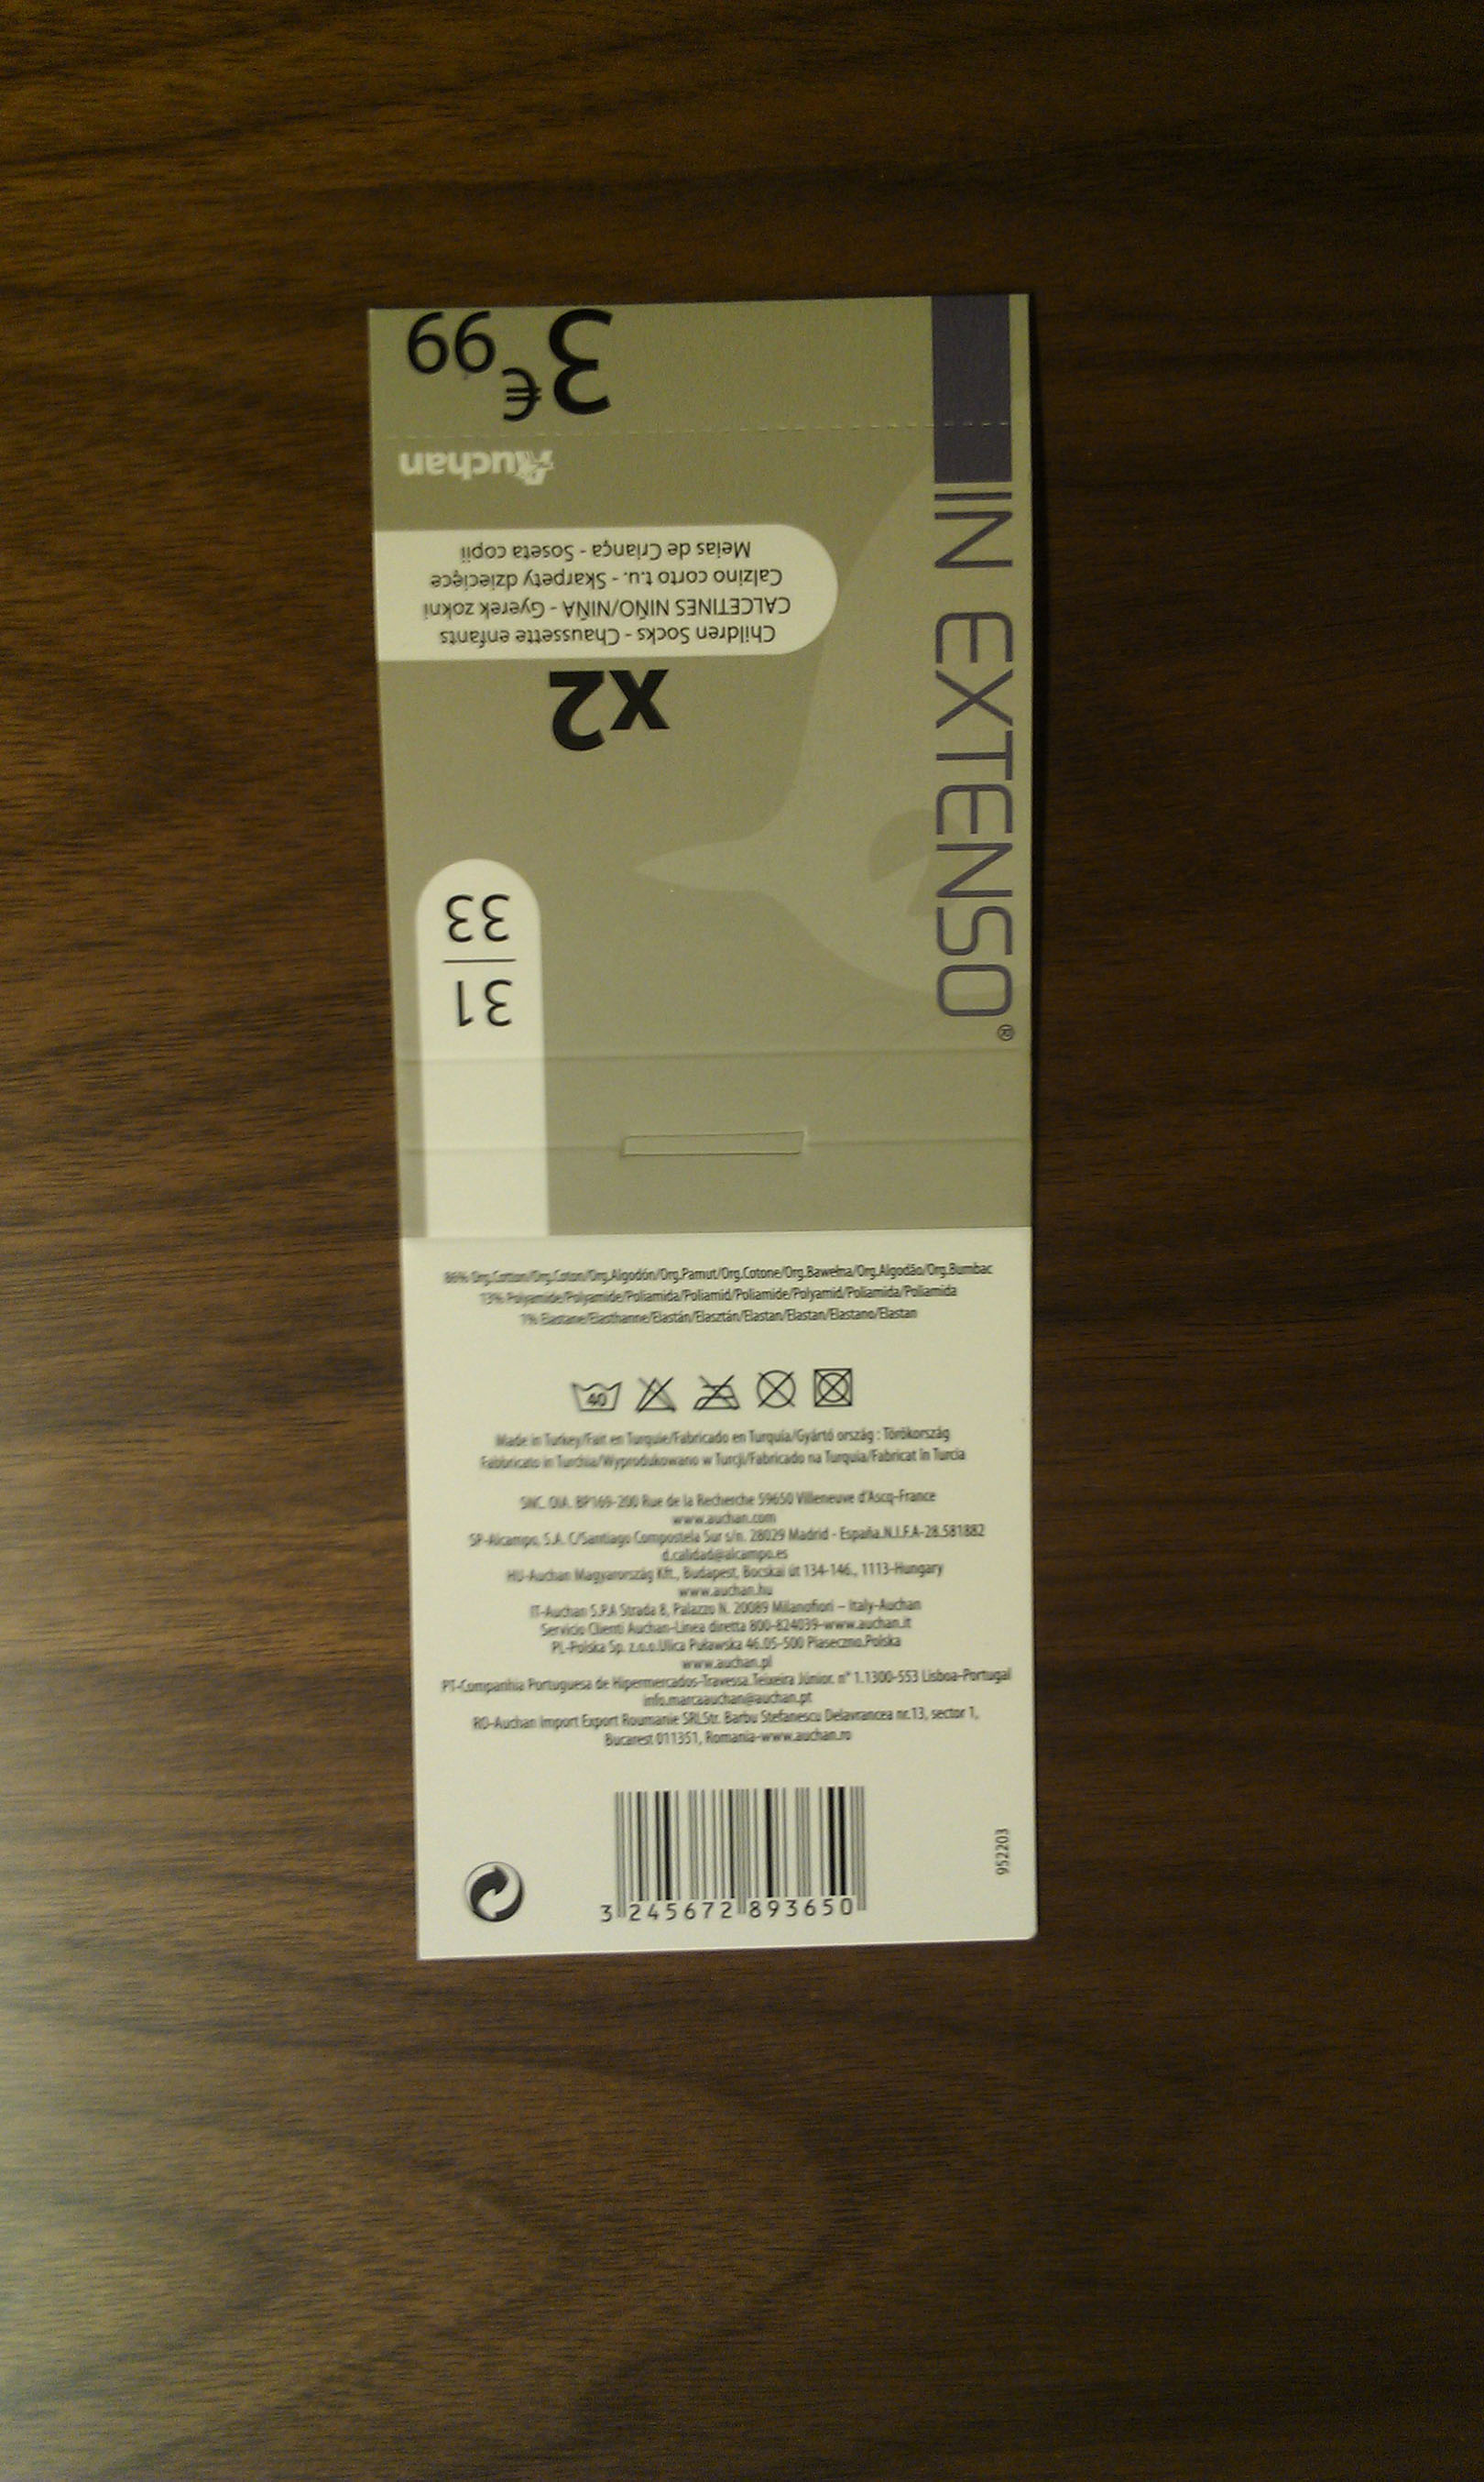 3€99
Auchan
Children Socks - Chaussette enfants
CALCETINES NIÑO/NIÑA - Gyerek zokni
Calzino corto t.u. - Skarpety dziecięce
Meias de Criança - Soseta copii
x2
31
33
IN EXTENSO®
86% Org.Cotton/Org.Coton/Org.Algodón/Org.Pamut/Org.Cotone/Org.Bawełna/Org.Algodão/Org.Bumbac
13% Polyamide/Polyamide/Poliamida/Poliamid/Poliamide/Polyamid/Poliamida/Poliamida
1% Elastane/Elasthanne/Elastán/Elasztán/Elastan/Elastan/Elastano/Elastan
40
Made in Turkey/Fait en Turquie/Fabricado en Turquía/Gyártó ország : Törökország
Fabbricato in Turchia/Wyprodukowano w Turcji/Fabricado na Turquia/Fabricat în Turcia
SNC. OIA. BP169-200 Rue de la Recherche 59650 Villeneuve d'Ascq-France
www.auchan.com
SP-Alcampo, S.A. C/Santiago Compostela Sur s/n. 28029 Madrid - España.N.I.F.A-28.581882
d.calidad@alcampo.es
HU-Auchan Magyarország Kft., Budapest, Bocskai út 134-146., 1113-Hungary
www.auchan.hu
IT-Auchan S.P.A Strada 8, Palazzo N. 20089 Milanofiori – Italy-Auchan
Servicio Clienti Auchan-Linea diretta 800-824039-www.auchan.it
PL-Polska Sp. z.o.o.Ulica Puławska 46.05-500 Piaseczno.Polska
www.auchan.pl
PT-Companhia Portuguesa de Hipermercados-Travessa.Teixeira Júnior. n° 1.1300-553 Lisboa-Portugal
info.marcaauchan@auchan.pt
RO-Auchan Import Export Roumanie SRLStr. Barbu Stefanescu Delavrancea nr.13, sector 1,
Bucarest 011351, Romania-www.auchan.ro
3 245672 893650
952203